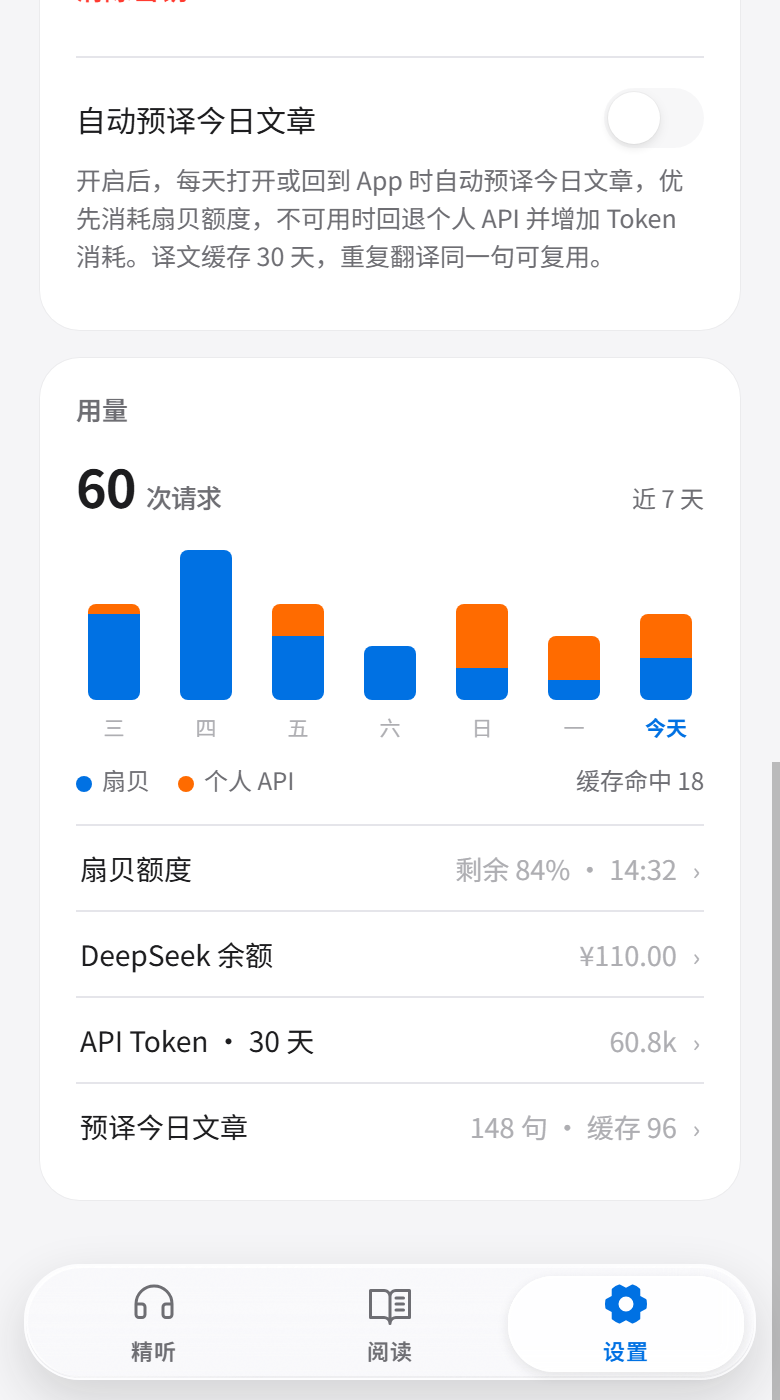 自动预译今日文章
开启后，每天打开或回到 App 时自动预译今日文章，优
先消耗扇贝额度，不可用时回退个人 API 并增加 Token
消耗。译文缓存 30 天，重复翻译同一句可复用。
用量
60 次请求
近 7 天
三 四 五 六 日 一 今天
扇贝 个人 API 缓存命中 18
扇贝额度 剩余 84% · 14:32 ›
DeepSeek 余额 ¥110.00 ›
API Token · 30 天 60.8k ›
预译今日文章 148 句 · 缓存 96 ›
精听 阅读 设置